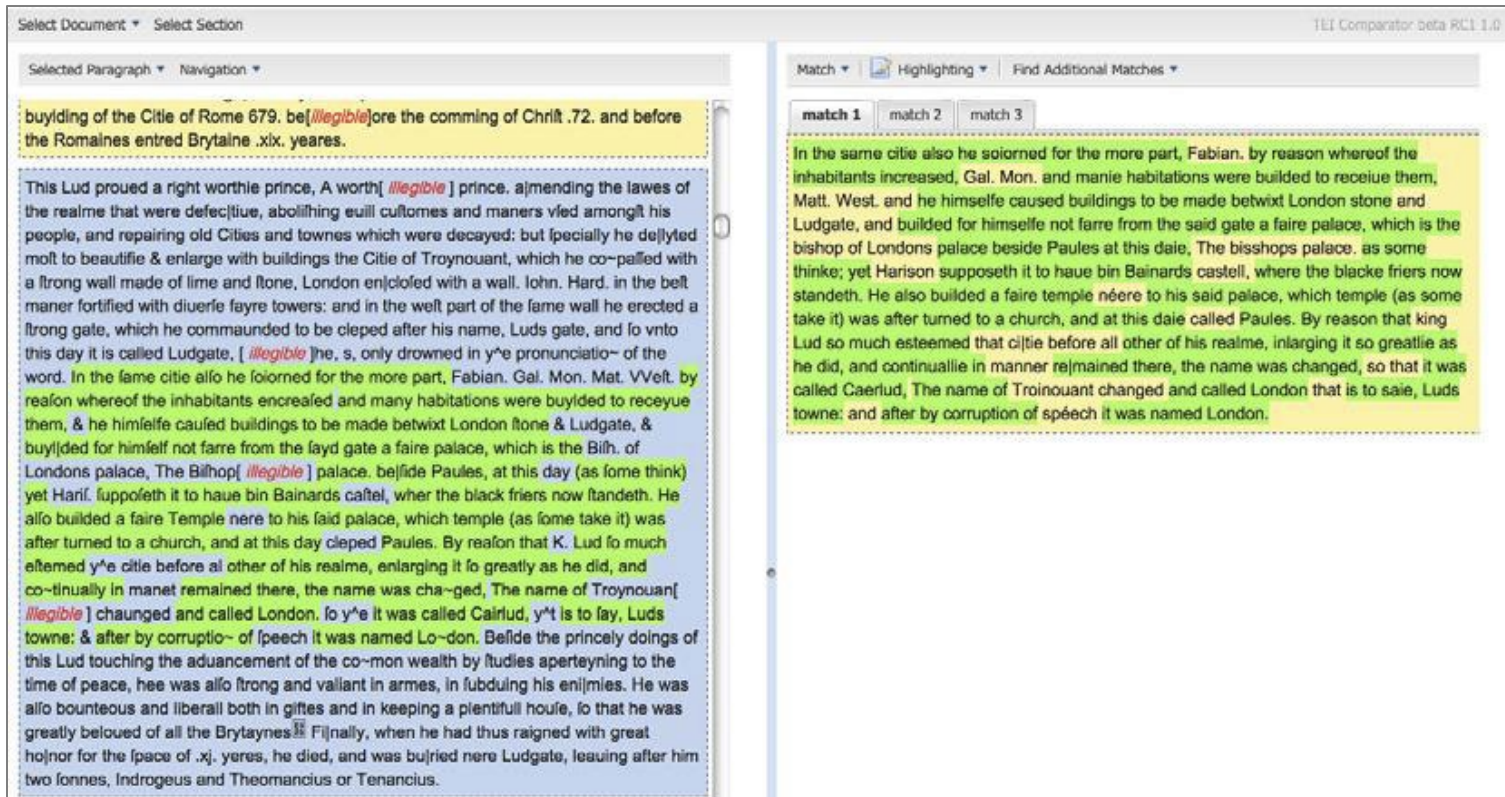 Select Document ▾ Select Section
TEI Comparator beta RC1 1.0
Selected Paragraph ▾ Navigation ▾
buylding of the Citie of Rome 679. be[illegible]ore the comming of Chriſt .72. and before
the Romaines entred Brytaine .xix. yeares.
This Lud proued a right worthie prince, A worth[ illegible ] prince. a|mending the lawes of
the realme that were defec|tiue, aboliſhing euill cuſtomes and maners vſed amongſt his
people, and repairing old Cities and townes which were decayed: but ſpecially he de|lyted
moſt to beautifie & enlarge with buildings the Citie of Troynouant, which he co~paſſed with
a ſtrong wall made of lime and ſtone, London en|cloſed with a wall. Iohn. Hard. in the beſt
maner fortified with diuerſe fayre towers: and in the weſt part of the ſame wall he erected a
ſtrong gate, which he commaunded to be cleped after his name, Luds gate, and ſo vnto
this day it is called Ludgate, [ illegible ]he, s, only drowned in y^e pronunciatio~ of the
word. In the ſame citie alſo he ſoiorned for the more part, Fabian. Gal. Mon. Mat. VVeſt. by
reaſon whereof the inhabitants encreaſed and many habitations were buylded to receyue
them, & he himſelfe cauſed buildings to be made betwixt London ſtone & Ludgate, &
buyl|ded for himſelf not farre from the ſayd gate a faire palace, which is the Biſh. of
Londons palace, The Biſhop[ illegible ] palace. be|ſide Paules, at this day (as ſome think)
yet Hariſ. ſuppoſeth it to haue bin Bainards caſtel, wher the black friers now ſtandeth. He
alſo builded a faire Temple nere to his ſaid palace, which temple (as ſome take it) was
after turned to a church, and at this day cleped Paules. By reaſon that K. Lud ſo much
eſtemed y^e citie before al other of his realme, enlarging it ſo greatly as he did, and
co~tinually in manet remained there, the name was cha~ged, The name of Troynouan[
illegible ] chaunged and called London. ſo y^e it was called Cairlud, y^t is to ſay, Luds
towne: & after by corruptio~ of ſpeech it was named Lo~don. Beſide the princely doings of
this Lud touching the aduancement of the co~mon wealth by ſtudies aperteyning to the
time of peace, hee was alſo ſtrong and valiant in armes, in ſubduing his eni|mies. He was
alſo bounteous and liberall both in giftes and in keeping a plentifull houſe, ſo that he was
greatly beloued of all the Brytaynes Fi|nally, when he had thus raigned with great
ho|nor for the ſpace of .xj. yeres, he died, and was bu|ried nere Ludgate, leauing after him
two ſonnes, Indrogeus and Theomancius or Tenancius.
Match ▾ Highlighting ▾ Find Additional Matches ▾
match 1 match 2 match 3
In the same citie also he soiorned for the more part, Fabian. by reason whereof the
inhabitants increased, Gal. Mon. and manie habitations were builded to receiue them,
Matt. West. and he himselfe caused buildings to be made betwixt London stone and
Ludgate, and builded for himselfe not farre from the said gate a faire palace, which is the
bishop of Londons palace beside Paules at this daie, The bisshops palace. as some
thinke; yet Harison supposeth it to haue bin Bainards castell, where the blacke friers now
standeth. He also builded a faire temple néere to his said palace, which temple (as some
take it) was after turned to a church, and at this daie called Paules. By reason that king
Lud so much esteemed that ci|tie before all other of his realme, inlarging it so greatlie as
he did, and continuallie in manner re|mained there, the name was changed, so that it was
called Caerlud, The name of Troinouant changed and called London that is to saie, Luds
towne: and after by corruption of spéech it was named London.